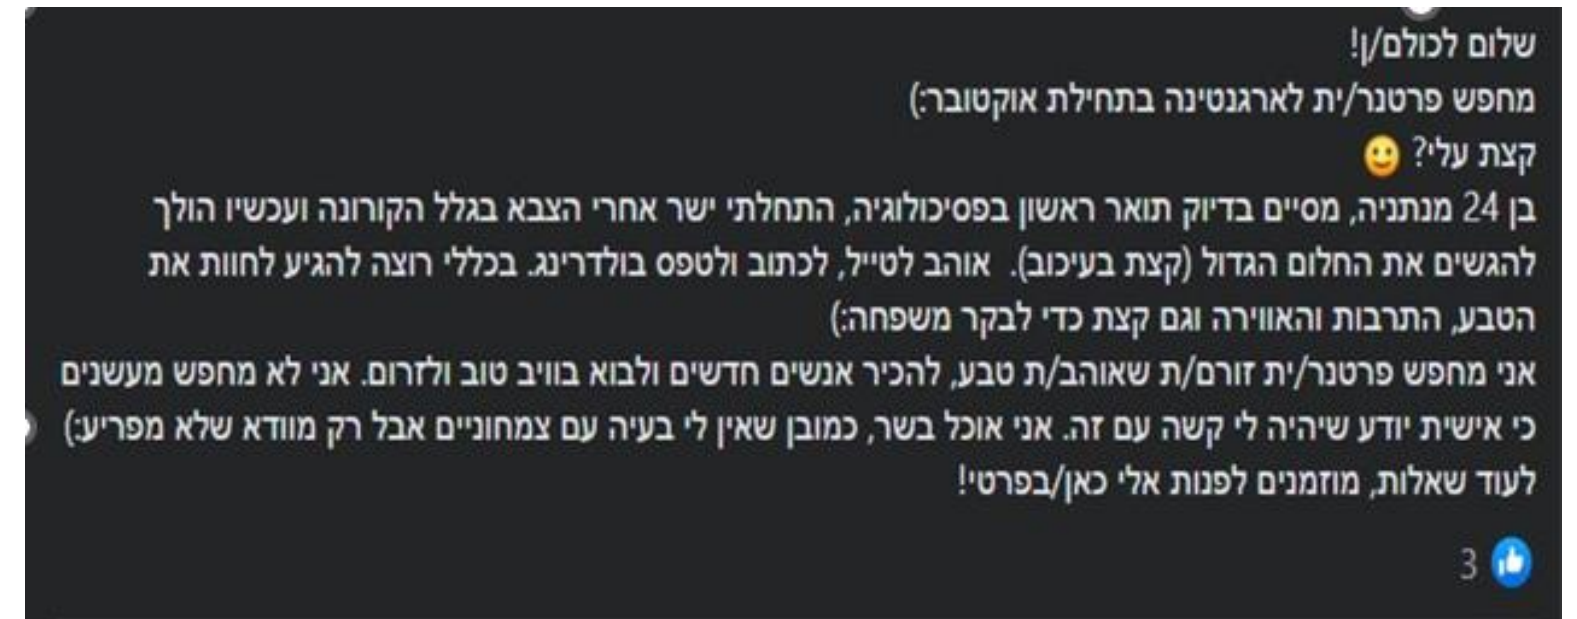 שלום לכולם/ן!
מחפש פרטנר/ית לארגנטינה בתחילת אוקטובר:)
קצת עלי? 🙂
בן 24 מנתניה, מסיים בדיוק תואר ראשון בפסיכולוגיה, התחלתי ישר אחרי הצבא בגלל הקורונה ועכשיו הולך
להגשים את החלום הגדול (קצת בעיכוב). אוהב לטייל, לכתוב ולטפס בולדרינג. בכללי רוצה להגיע לחוות את
הטבע, התרבות והאווירה וגם קצת כדי לבקר משפחה:)
אני מחפש פרטנר/ית זורם/ת שאוהב/ת טבע, להכיר אנשים חדשים ולבוא בוויב טוב ולזרום. אני לא מחפש מעשנים
כי אישית יודע שיהיה לי קשה עם זה. אני אוכל בשר, כמובן שאין לי בעיה עם צמחוניים אבל רק מוודא שלא מפריע:)
לעוד שאלות, מוזמנים לפנות אלי כאן/בפרטי!
3